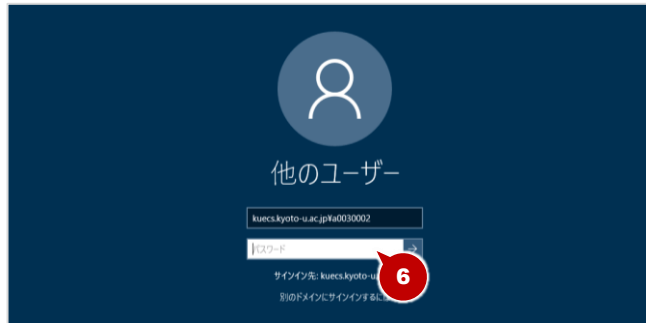 他のユーザー
kuecs.kyoto-u.ac.jp¥a0030002
パスワード
サインイン先: kuecs.kyoto-u
6
別のドメインにサインインするには